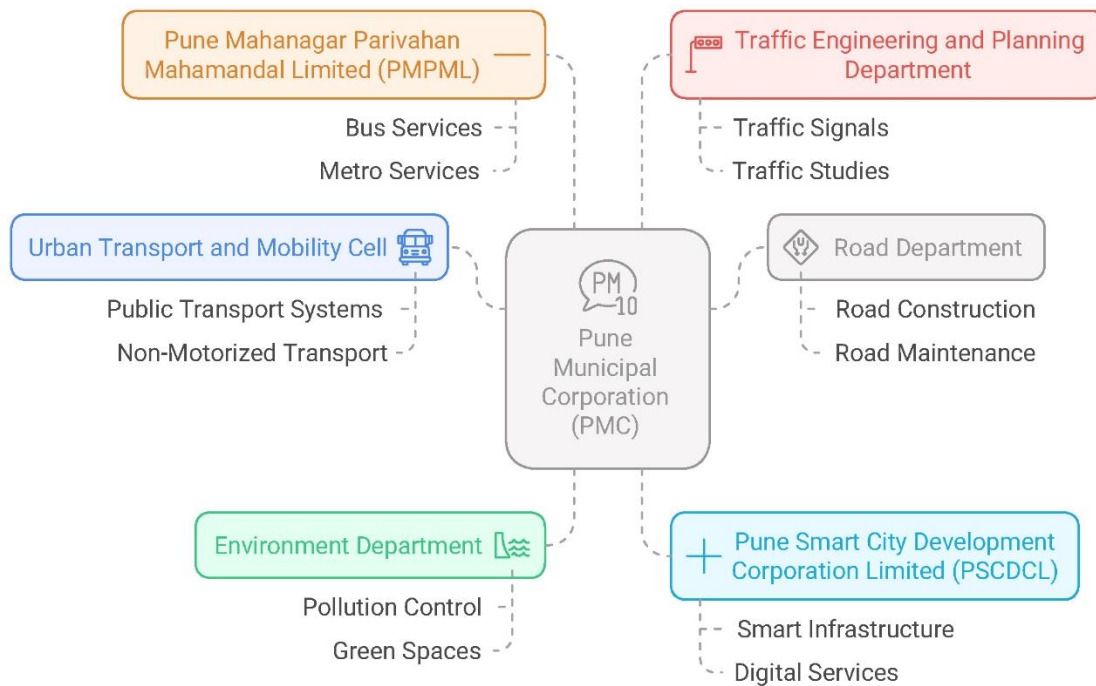 Pune Mahanagar Parivahan
Mahamandal Limited (PMPML)
Bus Services
Metro Services
Traffic Engineering and Planning
Department
Traffic Signals
Traffic Studies
Urban Transport and Mobility Cell
Public Transport Systems
Non-Motorized Transport
PM
10
Pune
Municipal
Corporation
(PMC)
Road Department
Road Construction
Road Maintenance
Environment Department
Pollution Control
Green Spaces
Pune Smart City Development
Corporation Limited (PSCDCL)
Smart Infrastructure
Digital Services